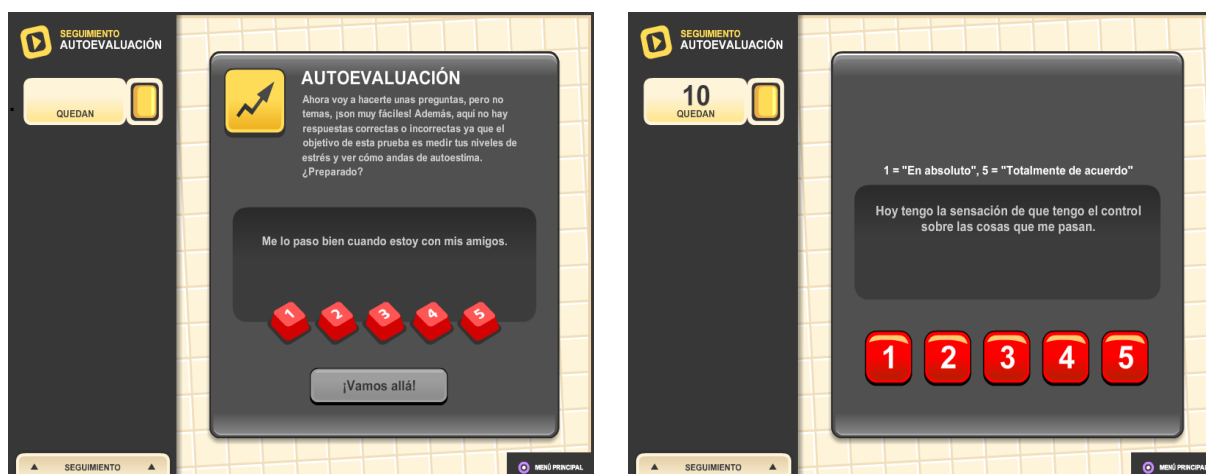 SEGUIMIENTO
AUTOEVALUACIÓN
QUEDAN
AUTOEVALUACIÓN
Ahora voy a hacerte unas preguntas, pero no
temas, ¡son muy fáciles! Además, aquí no hay
respuestas correctas o incorrectas ya que el
objetivo de esta prueba es medir tus niveles de
estrés y ver cómo andas de autoestima.
¿Preparado?
Me lo paso bien cuando estoy con mis amigos.
1 2 3 4 5
¡Vamos allá!
SEGUIMIENTO
MENÚ PRINCIPAL
SEGUIMIENTO
AUTOEVALUACIÓN
10
QUEDAN
1 = "En absoluto", 5 = "Totalmente de acuerdo"
Hoy tengo la sensación de que tengo el control
sobre las cosas que me pasan.
1 2 3 4 5
SEGUIMIENTO
MENÚ PRINCIPAL